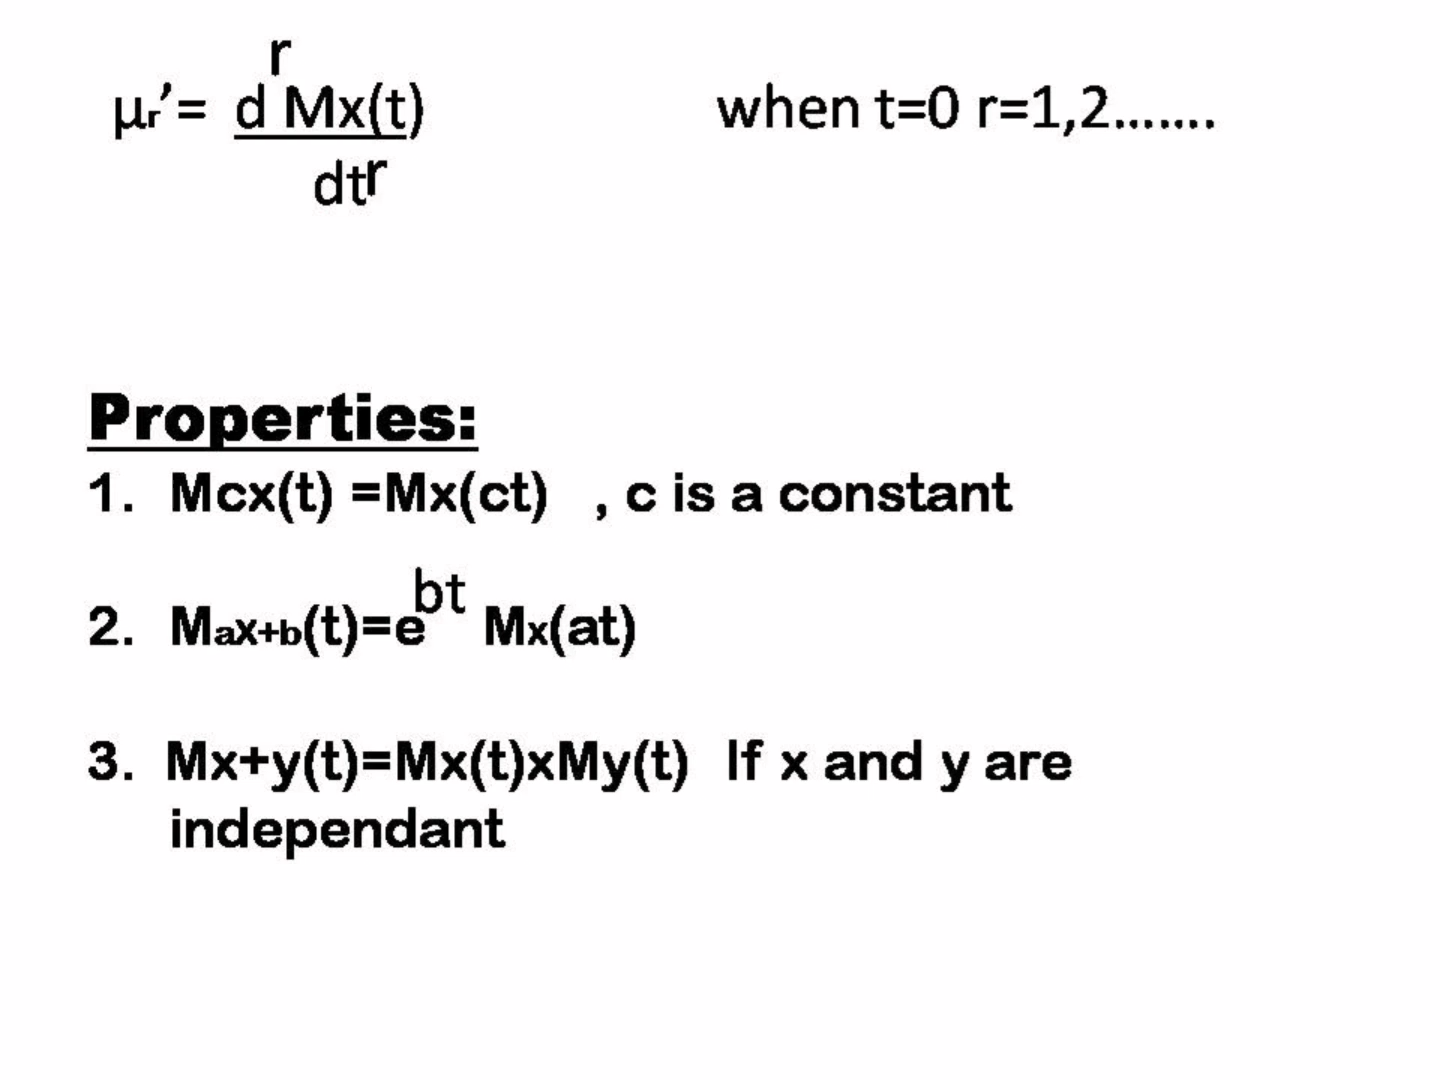 μr’= d^r Mx(t) when t=0 r=1,2.......
dt^r
Properties:
1. Mcx(t) =Mx(ct) , c is a constant
2. Max+b(t)=e^bt Mx(at)
3. Mx+y(t)=Mx(t)xMy(t) If x and y are
independant